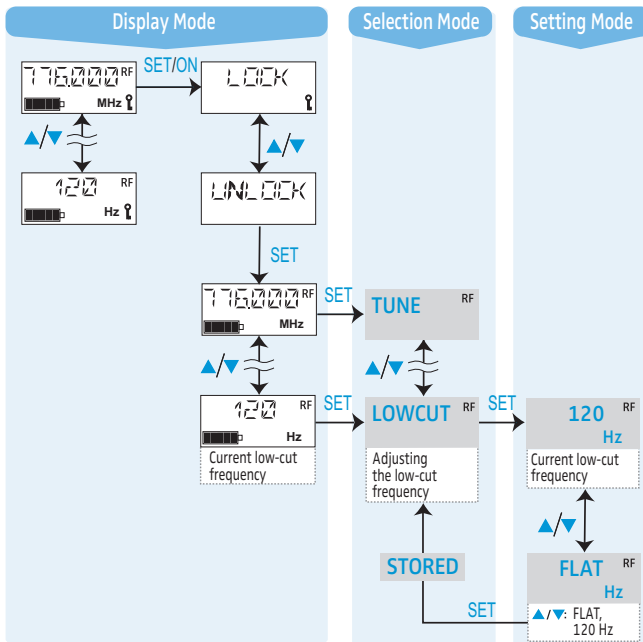 Display Mode
Selection Mode
Setting Mode
776.000 RF
MHz
SET/ON
LOCK
▲/▼
120 RF
Hz
▲/▼
UNLOCK
SET
776.000 RF
MHz
SET
TUNE RF
▲/▼
▲/▼
120 RF
Hz
Current low-cut
frequency
SET
LOWCUT RF
Adjusting
the low-cut
frequency
SET
120 RF
Hz
Current low-cut
frequency
▲/▼
STORED
SET
FLAT RF
Hz
▲/▼: FLAT,
120 Hz